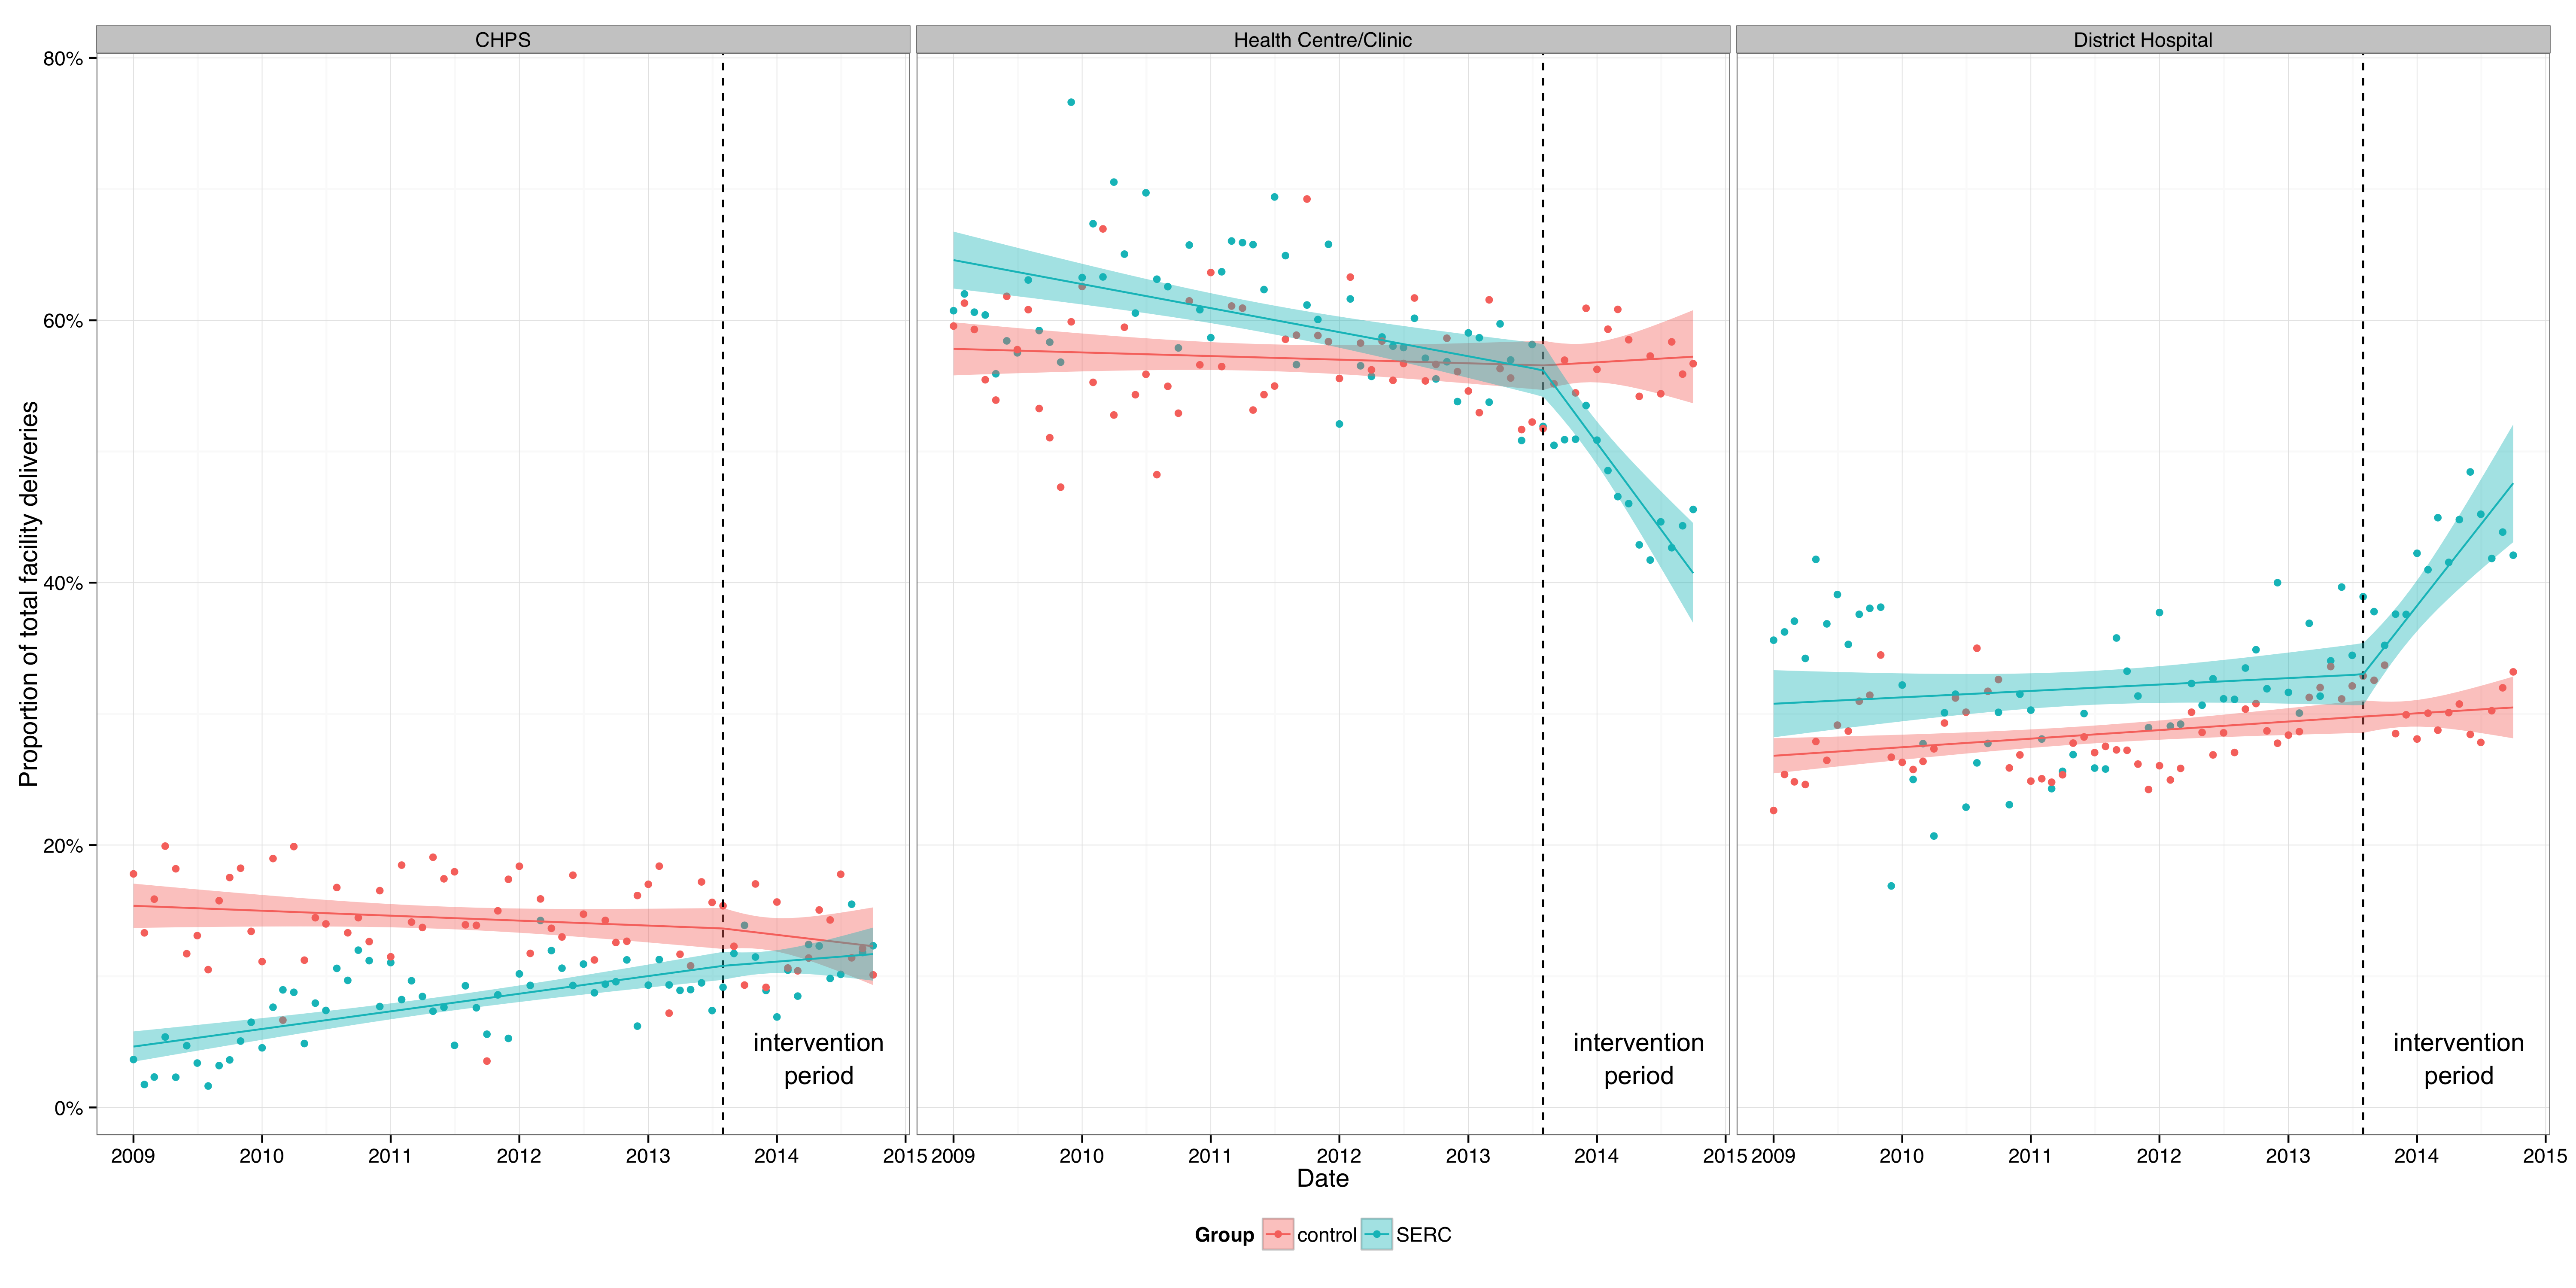 CHPS
Health Centre/Clinic
District Hospital
Proportion of total facility deliveries
80%
60%
40%
20%
0%
intervention
period
intervention
period
intervention
period
2009 2010 2011 2012 2013 2014 2015
2009 2010 2011 2012 2013 2014 2015
2009 2010 2011 2012 2013 2014 2015
Date
Group control SERC